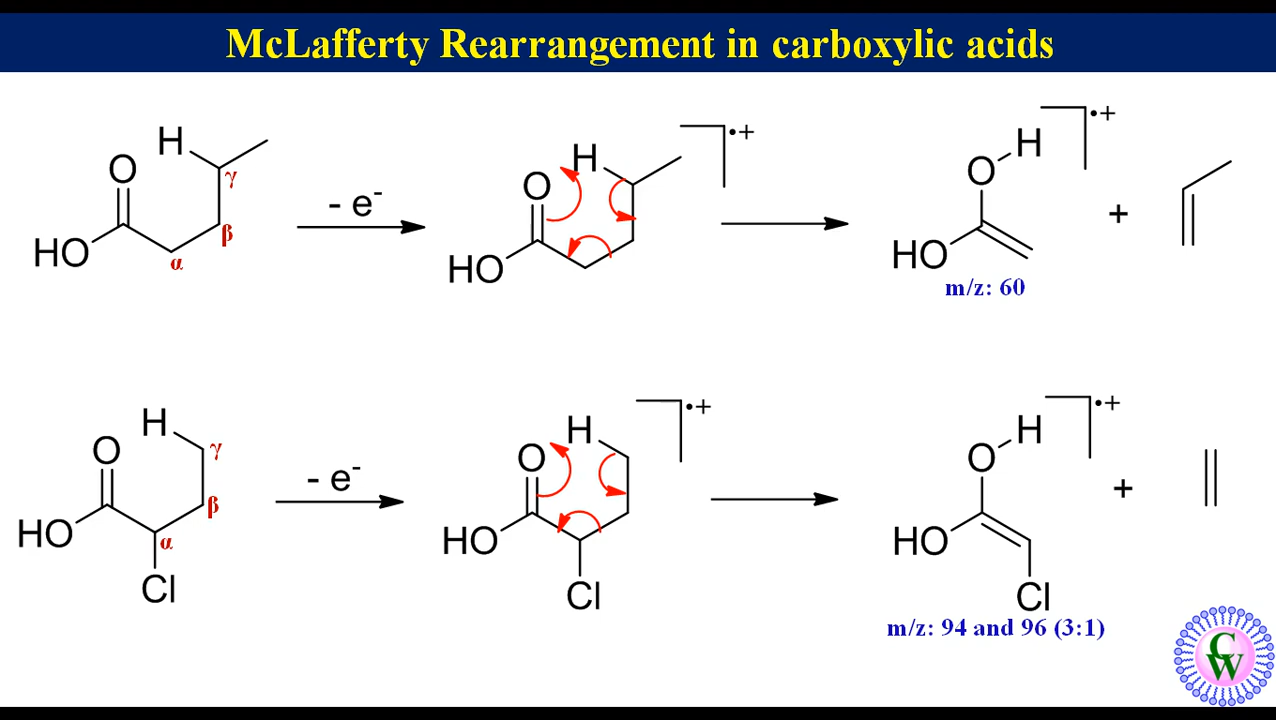 McLafferty Rearrangement in carboxylic acids
H
O
γ
HO
β
α
- e⁻
H
O
HO
•+
H
O
HO
•+
m/z: 60
+
H
O
γ
HO
β
α
Cl
- e⁻
H
O
HO
Cl
•+
H
O
HO
Cl
•+
m/z: 94 and 96 (3:1)
+
CW